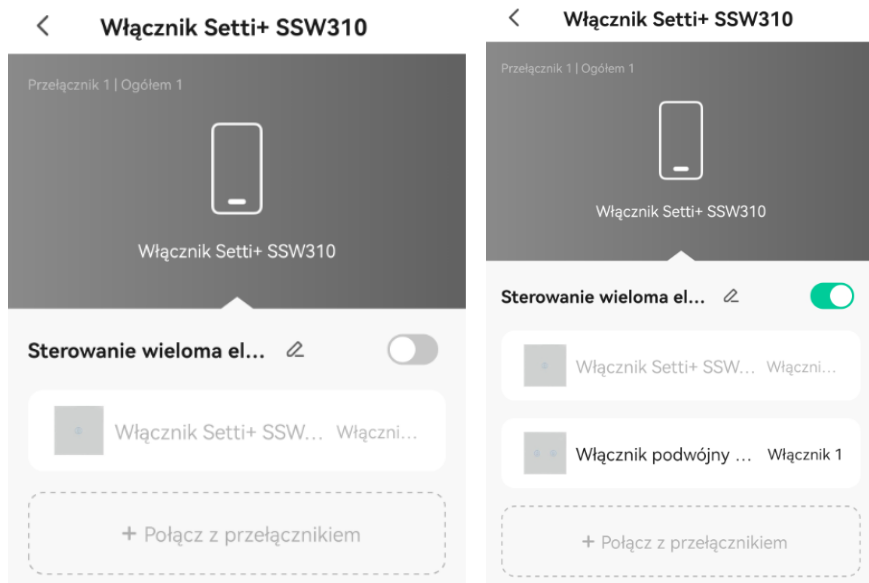 Włącznik Setti+ SSW310
Przełącznik 1 | Ogółem 1
Włącznik Setti+ SSW310
Sterowanie wieloma el...
Włącznik Setti+ SSW... Włączni...
+ Połącz z przełącznikiem
Włącznik Setti+ SSW310
Przełącznik 1 | Ogółem 1
Włącznik Setti+ SSW310
Sterowanie wieloma el...
Włącznik Setti+ SSW... Włączni...
Włącznik podwójny ... Włącznik 1
+ Połącz z przełącznikiem